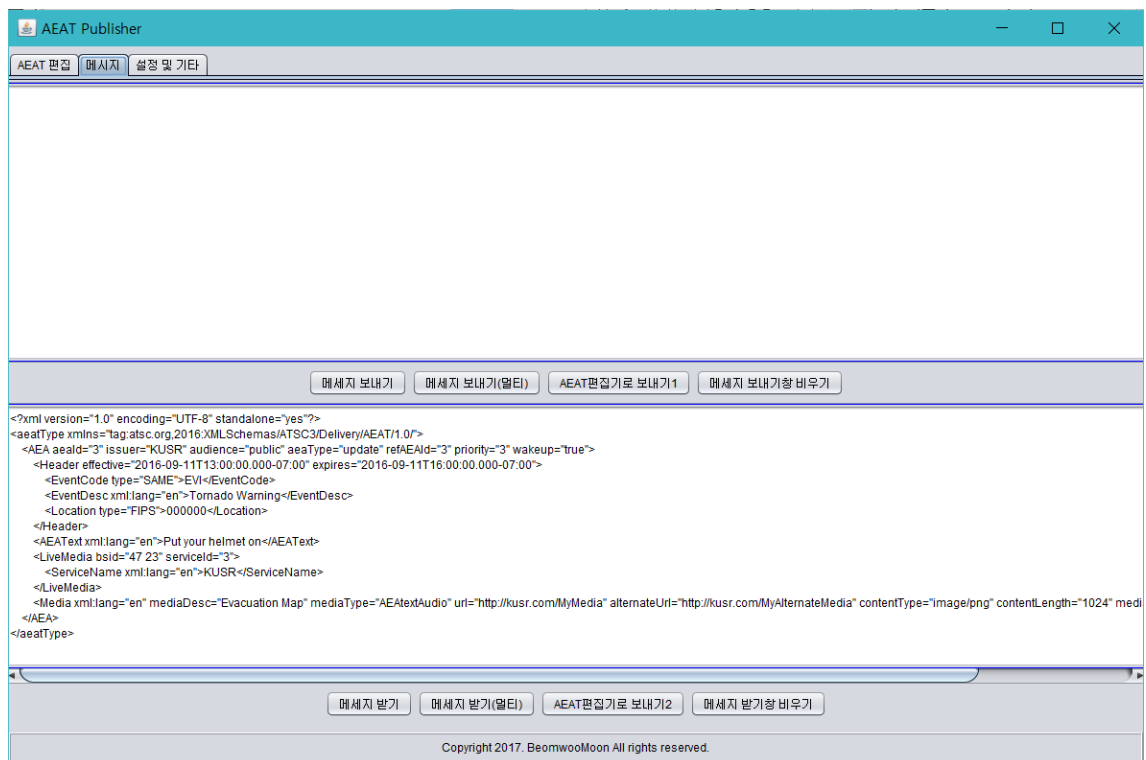 AEAT Publisher
AEAT 편집 메시지 설정 및 기타
메세지 보내기 메세지 보내기(멀티) AEAT편집기로 보내기1 메세지 보내기창 비우기
<?xml version="1.0" encoding="UTF-8" standalone="yes"?>
<aeatType xmlns="tag:atsc.org,2016:XMLSchemas/ATSC3/Delivery/AEAT/1.0/">
<AEA aeaId="3" issuer="KUSR" audience="public" aeaType="update" refAEAId="3" priority="3" wakeup="true">
<Header effective="2016-09-11T13:00:00.000-07:00" expires="2016-09-11T16:00:00.000-07:00">
<EventCode type="SAME">EVI</EventCode>
<EventDesc xml:lang="en">Tornado Warning</EventDesc>
<Location type="FIPS">000000</Location>
</Header>
<AEAText xml:lang="en">Put your helmet on</AEAText>
<LiveMedia bsid="47 23" serviceId="3">
<ServiceName xml:lang="en">KUSR</ServiceName>
</LiveMedia>
<Media xml:lang="en" mediaDesc="Evacuation Map" mediaType="AEAtextAudio" url="http://kusr.com/MyMedia" alternateUrl="http://kusr.com/MyAlternateMedia" contentType="image/png" contentLength="1024" medi
</AEA>
</aeatType>
메세지 받기 메세지 받기(멀티) AEAT편집기로 보내기2 메세지 받기창 비우기
Copyright 2017. BeomwooMoon All rights reserved.